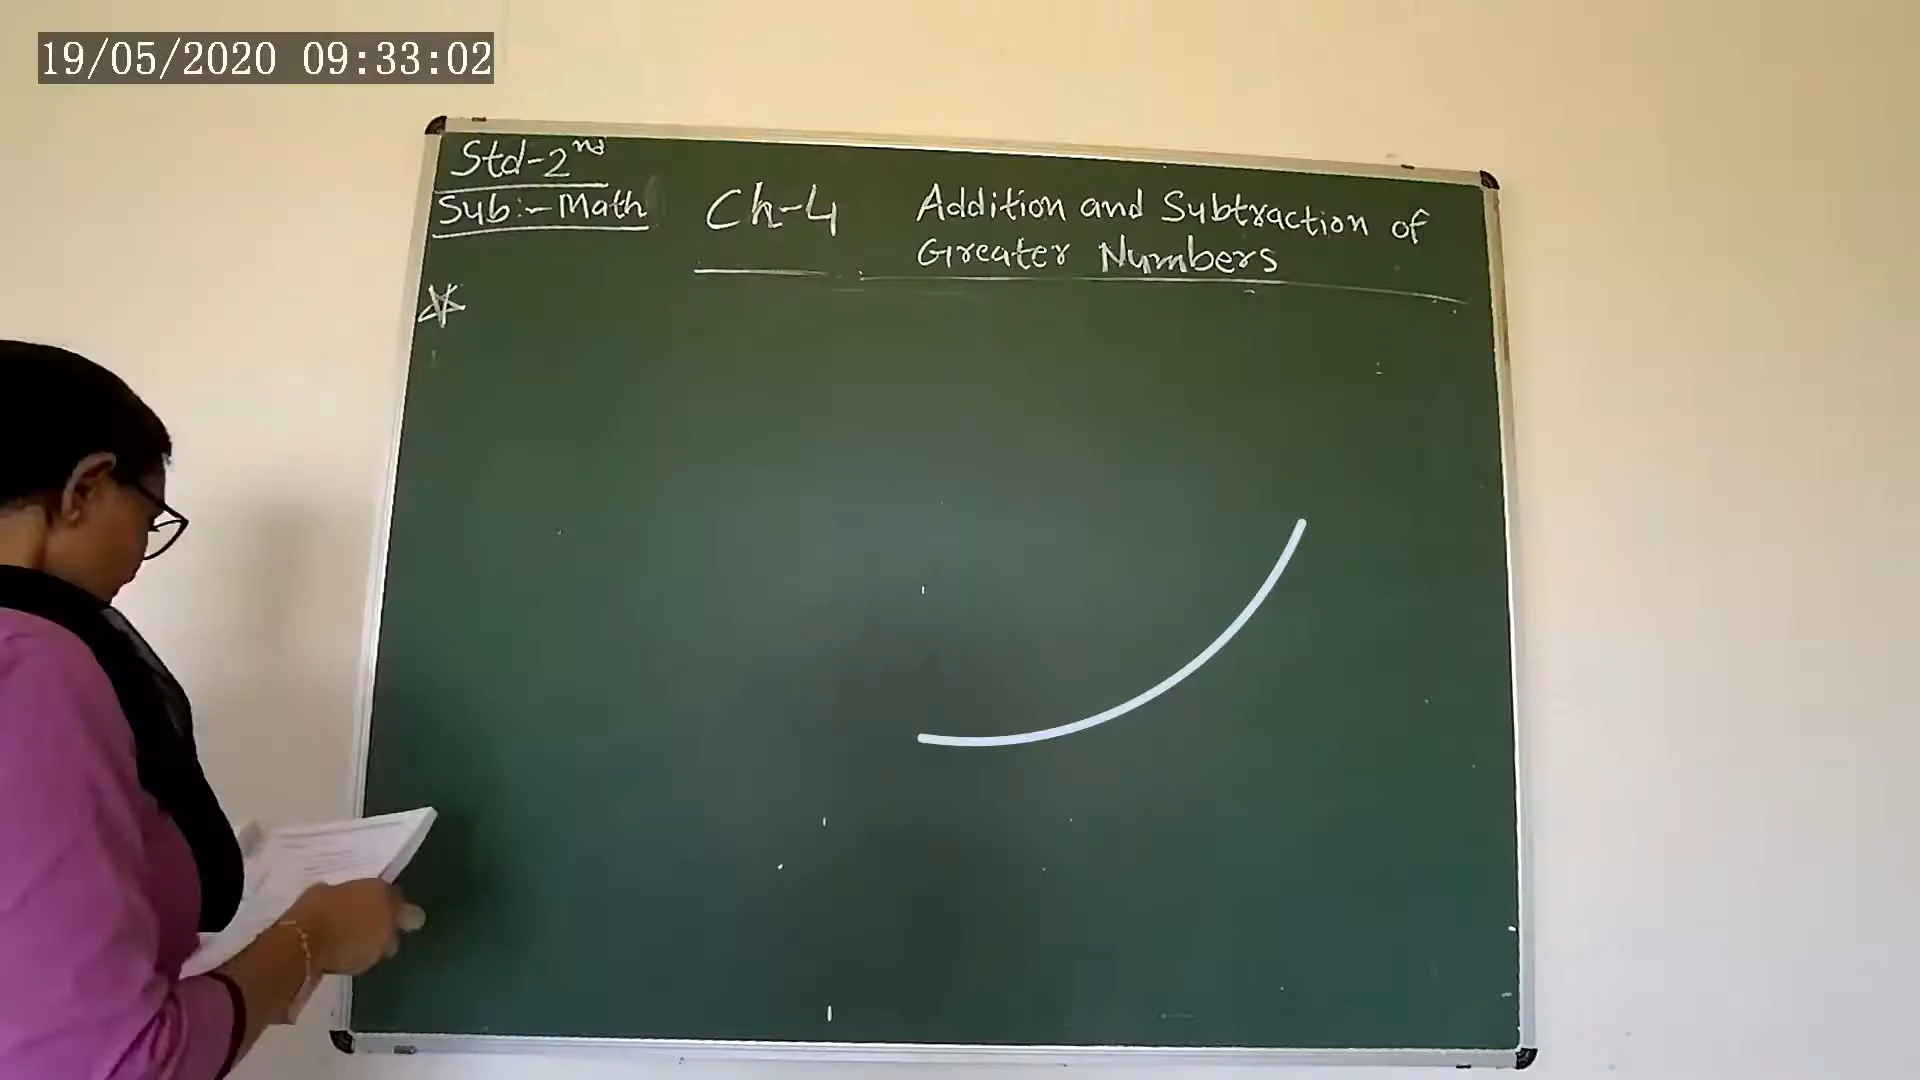 19/05/2020 09:33:02
Std-2nd
Sub:- Math
Ch-4 Addition and Subtraction of
Greater Numbers